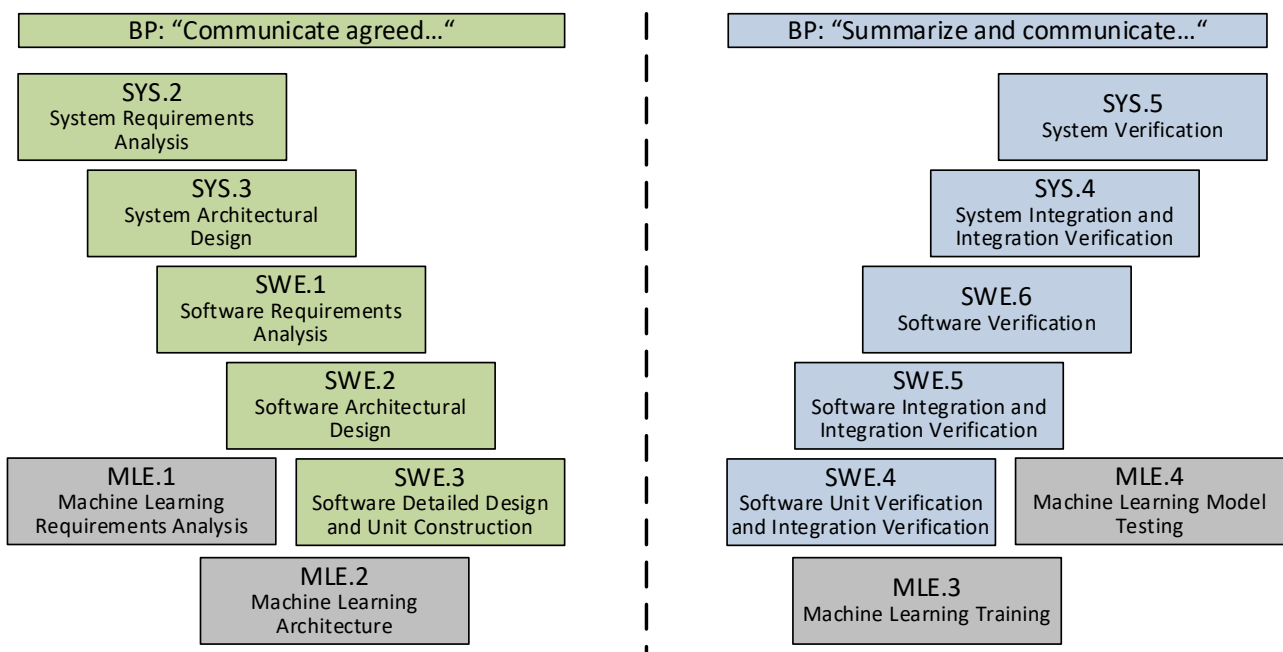 BP: “Communicate agreed...“
BP: “Summarize and communicate...“
SYS.2
System Requirements
Analysis
SYS.5
System Verification
SYS.3
System Architectural
Design
SYS.4
System Integration and
Integration Verification
SWE.1
Software Requirements
Analysis
SWE.6
Software Verification
SWE.2
Software Architectural
Design
SWE.5
Software Integration and
Integration Verification
MLE.1
Machine Learning
Requirements Analysis
SWE.3
Software Detailed Design
and Unit Construction
SWE.4
Software Unit Verification
and Integration Verification
MLE.4
Machine Learning Model
Testing
MLE.2
Machine Learning
Architecture
MLE.3
Machine Learning Training